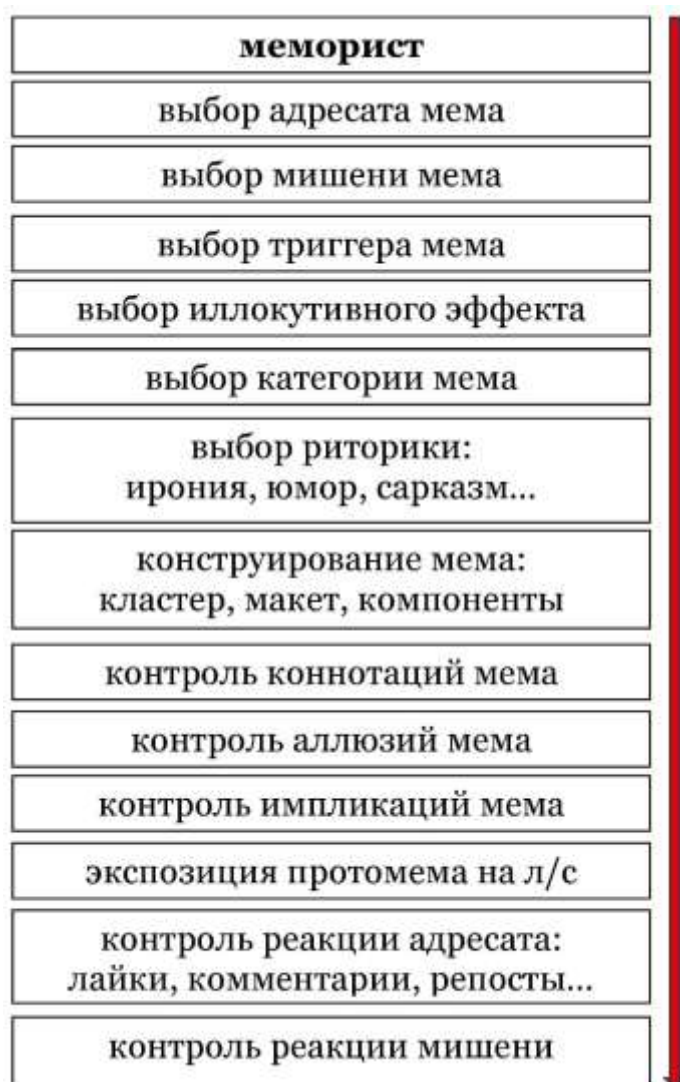 меморист
выбор адресата мема
выбор мишени мема
выбор триггера мема
выбор иллокутивного эффекта
выбор категории мема
выбор риторики:
ирония, юмор, сарказм...
конструирование мема:
кластер, макет, компоненты
контроль коннотаций мема
контроль аллюзий мема
контроль импликаций мема
экспозиция протомема на л/с
контроль реакции адресата:
лайки, комментарии, репосты...
контроль реакции мишени